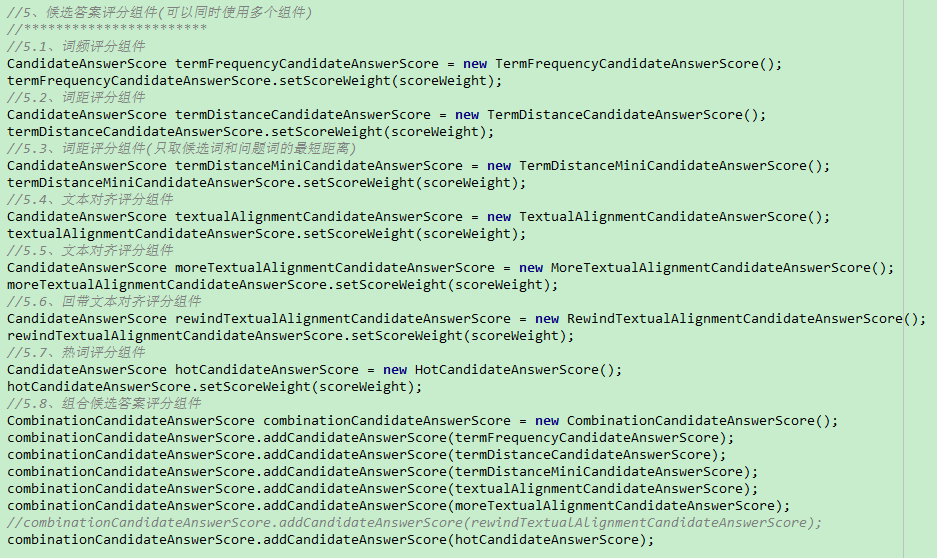 //5、候选答案评分组件(可以同时使用多个组件)
//***********************
//5.1、词频评分组件
CandidateAnswerScore termFrequencyCandidateAnswerScore = new TermFrequencyCandidateAnswerScore();
termFrequencyCandidateAnswerScore.setScoreWeight(scoreWeight);
//5.2、词距评分组件
CandidateAnswerScore termDistanceCandidateAnswerScore = new TermDistanceCandidateAnswerScore();
termDistanceCandidateAnswerScore.setScoreWeight(scoreWeight);
//5.3、词距评分组件(只取候选词和问题词的最短距离)
CandidateAnswerScore termDistanceMiniCandidateAnswerScore = new TermDistanceMiniCandidateAnswerScore();
termDistanceMiniCandidateAnswerScore.setScoreWeight(scoreWeight);
//5.4、文本对齐评分组件
CandidateAnswerScore textualAlignmentCandidateAnswerScore = new TextualAlignmentCandidateAnswerScore();
textualAlignmentCandidateAnswerScore.setScoreWeight(scoreWeight);
//5.5、文本对齐评分组件
CandidateAnswerScore moreTextualAlignmentCandidateAnswerScore = new MoreTextualAlignmentCandidateAnswerScore();
moreTextualAlignmentCandidateAnswerScore.setScoreWeight(scoreWeight);
//5.6、回带文本对齐评分组件
CandidateAnswerScore rewindTextualAlignmentCandidateAnswerScore = new RewindTextualAlignmentCandidateAnswerScore();
rewindTextualAlignmentCandidateAnswerScore.setScoreWeight(scoreWeight);
//5.7、热词评分组件
CandidateAnswerScore hotCandidateAnswerScore = new HotCandidateAnswerScore();
hotCandidateAnswerScore.setScoreWeight(scoreWeight);
//5.8、组合候选答案评分组件
CombinationCandidateAnswerScore combinationCandidateAnswerScore = new CombinationCandidateAnswerScore();
combinationCandidateAnswerScore.addCandidateAnswerScore(termFrequencyCandidateAnswerScore);
combinationCandidateAnswerScore.addCandidateAnswerScore(termDistanceCandidateAnswerScore);
combinationCandidateAnswerScore.addCandidateAnswerScore(termDistanceMiniCandidateAnswerScore);
combinationCandidateAnswerScore.addCandidateAnswerScore(textualAlignmentCandidateAnswerScore);
combinationCandidateAnswerScore.addCandidateAnswerScore(moreTextualAlignmentCandidateAnswerScore);
//combinationCandidateAnswerScore.addCandidateAnswerScore(rewindTextualAlignmentCandidateAnswerScore);
combinationCandidateAnswerScore.addCandidateAnswerScore(hotCandidateAnswerScore);